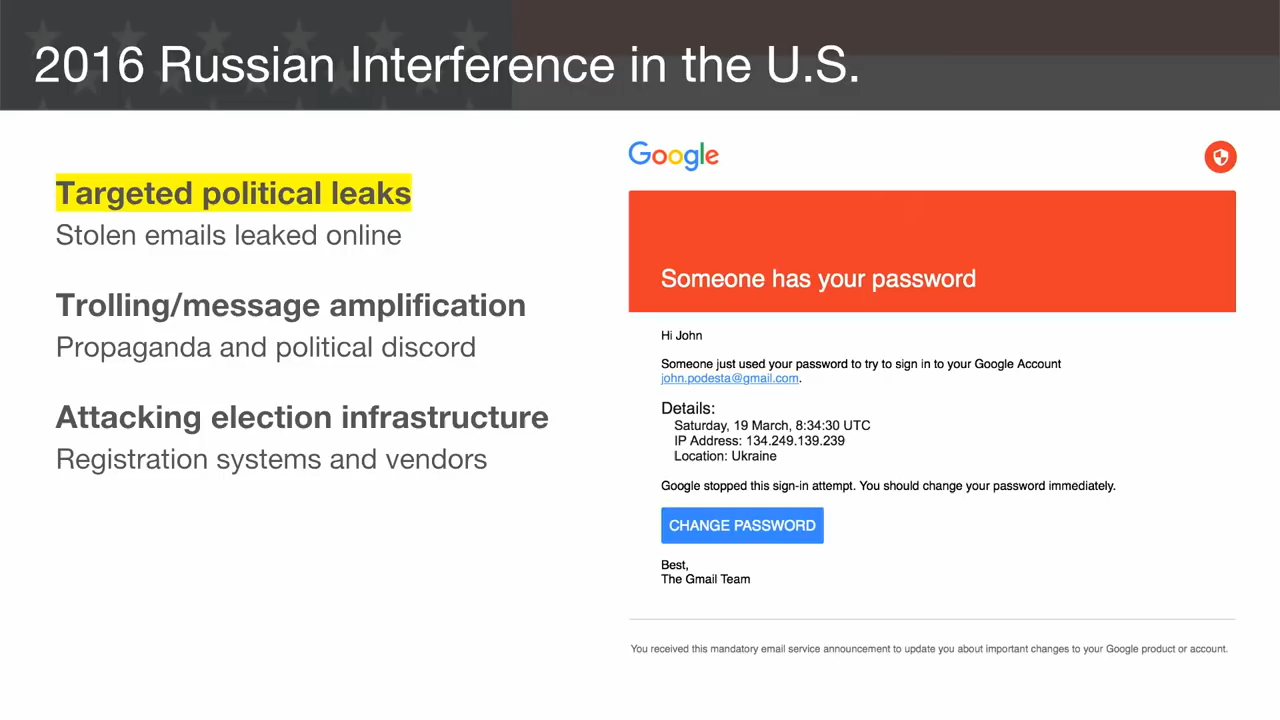 2016 Russian Interference in the U.S.
Targeted political leaks
Stolen emails leaked online
Trolling/message amplification
Propaganda and political discord
Attacking election infrastructure
Registration systems and vendors
Google
Someone has your password
Hi John
Someone just used your password to try to sign in to your Google Account
john.podesta@gmail.com.
Details:
Saturday, 19 March, 8:34:30 UTC
IP Address: 134.249.139.239
Location: Ukraine
Google stopped this sign-in attempt. You should change your password immediately.
CHANGE PASSWORD
Best,
The Gmail Team
You received this mandatory email service announcement to update you about important changes to your Google product or account.